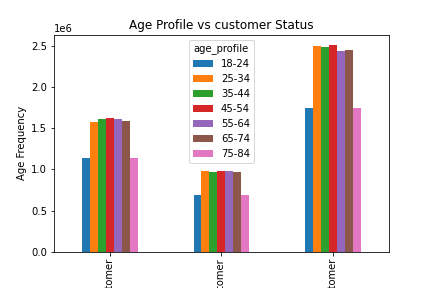 Age Profile vs customer Status
1e6
age_profile
18-24
25-34
35-44
45-54
55-64
65-74
75-84
Age Frequency
2.5
2.0
1.5
1.0
0.5
0.0
tomer
tomer
tomer